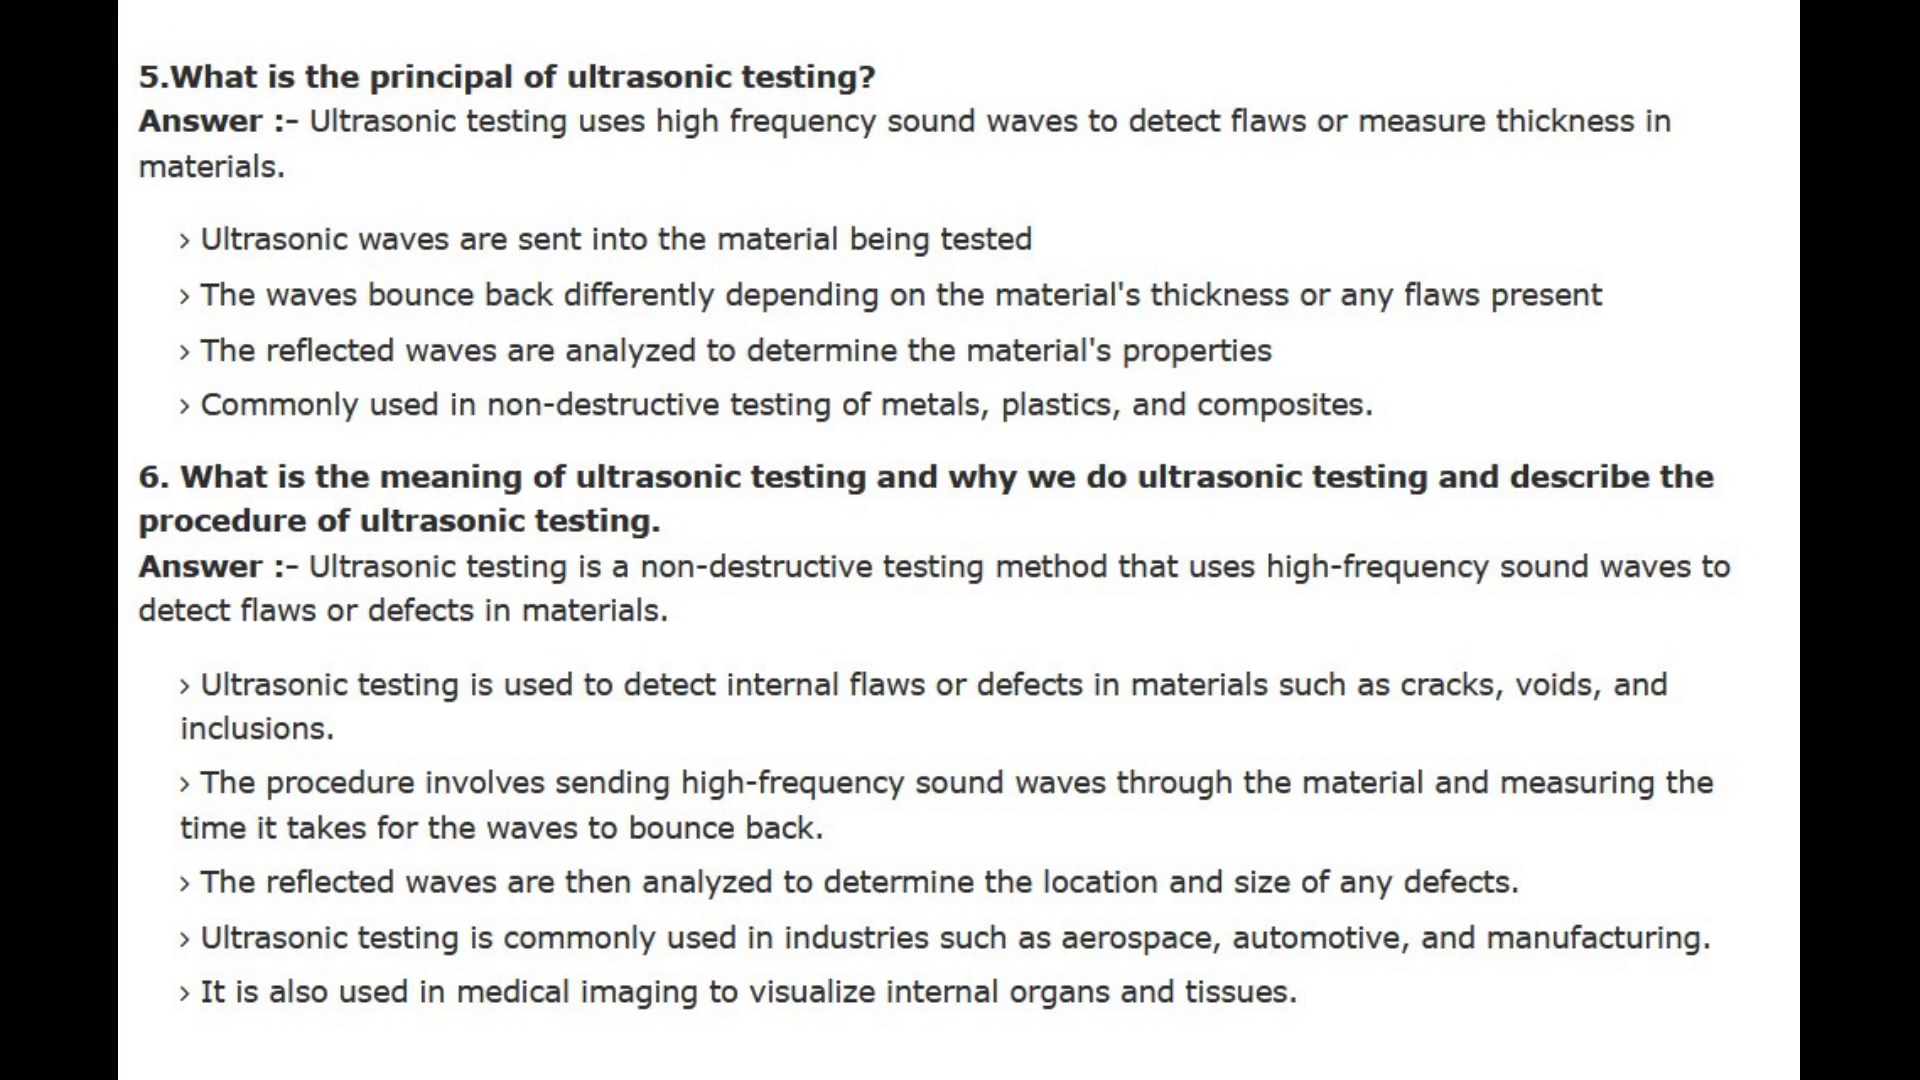 5.What is the principal of ultrasonic testing?
Answer :- Ultrasonic testing uses high frequency sound waves to detect flaws or measure thickness in
materials.
› Ultrasonic waves are sent into the material being tested
› The waves bounce back differently depending on the material's thickness or any flaws present
› The reflected waves are analyzed to determine the material's properties
› Commonly used in non-destructive testing of metals, plastics, and composites.
6. What is the meaning of ultrasonic testing and why we do ultrasonic testing and describe the
procedure of ultrasonic testing.
Answer :- Ultrasonic testing is a non-destructive testing method that uses high-frequency sound waves to
detect flaws or defects in materials.
› Ultrasonic testing is used to detect internal flaws or defects in materials such as cracks, voids, and
inclusions.
› The procedure involves sending high-frequency sound waves through the material and measuring the
time it takes for the waves to bounce back.
› The reflected waves are then analyzed to determine the location and size of any defects.
› Ultrasonic testing is commonly used in industries such as aerospace, automotive, and manufacturing.
› It is also used in medical imaging to visualize internal organs and tissues.